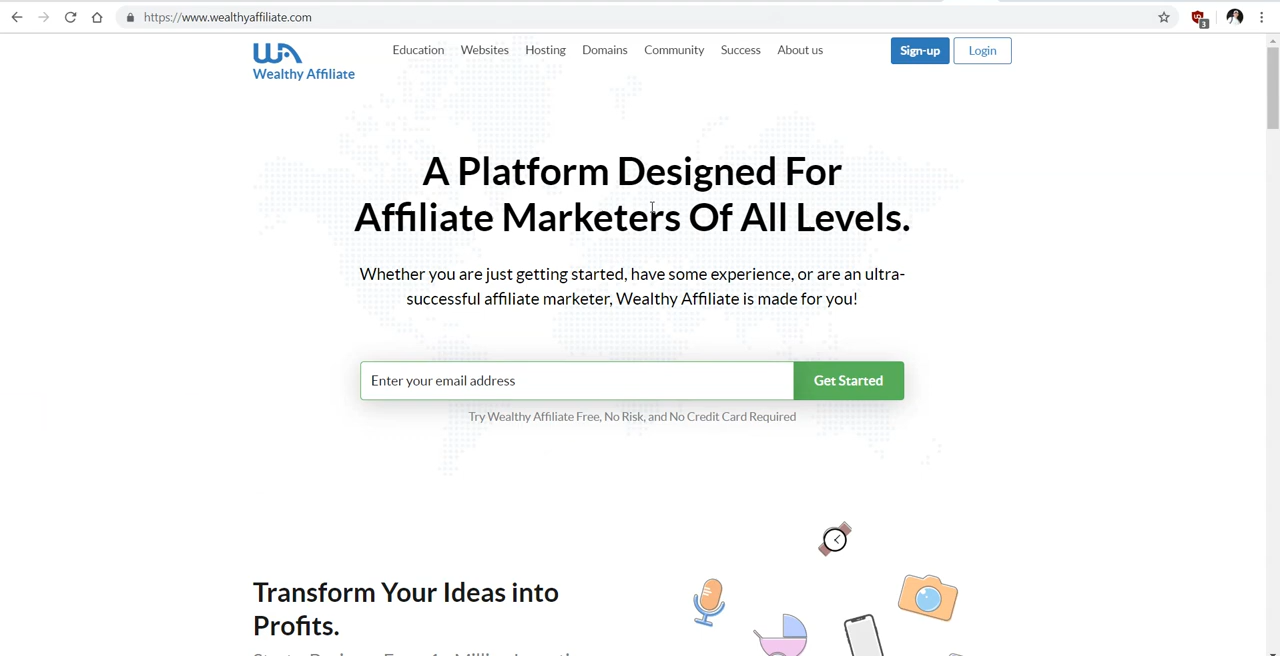 https://www.wealthyaffiliate.com
3
Wealthy Affiliate
Education Websites Hosting Domains Community Success About us
Sign-up Login
A Platform Designed For
Affiliate Marketers Of All Levels.
Whether you are just getting started, have some experience, or are an ultra-
successful affiliate marketer, Wealthy Affiliate is made for you!
Enter your email address Get Started
Try Wealthy Affiliate Free, No Risk, and No Credit Card Required
Transform Your Ideas into
Profits.